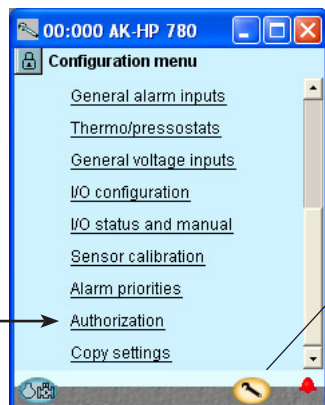 00:000 AK-HP 780
Configuration menu
General alarm inputs
Thermo/pressostats
General voltage inputs
I/O configuration
I/O status and manual
Sensor calibration
Alarm priorities
Authorization
Copy settings